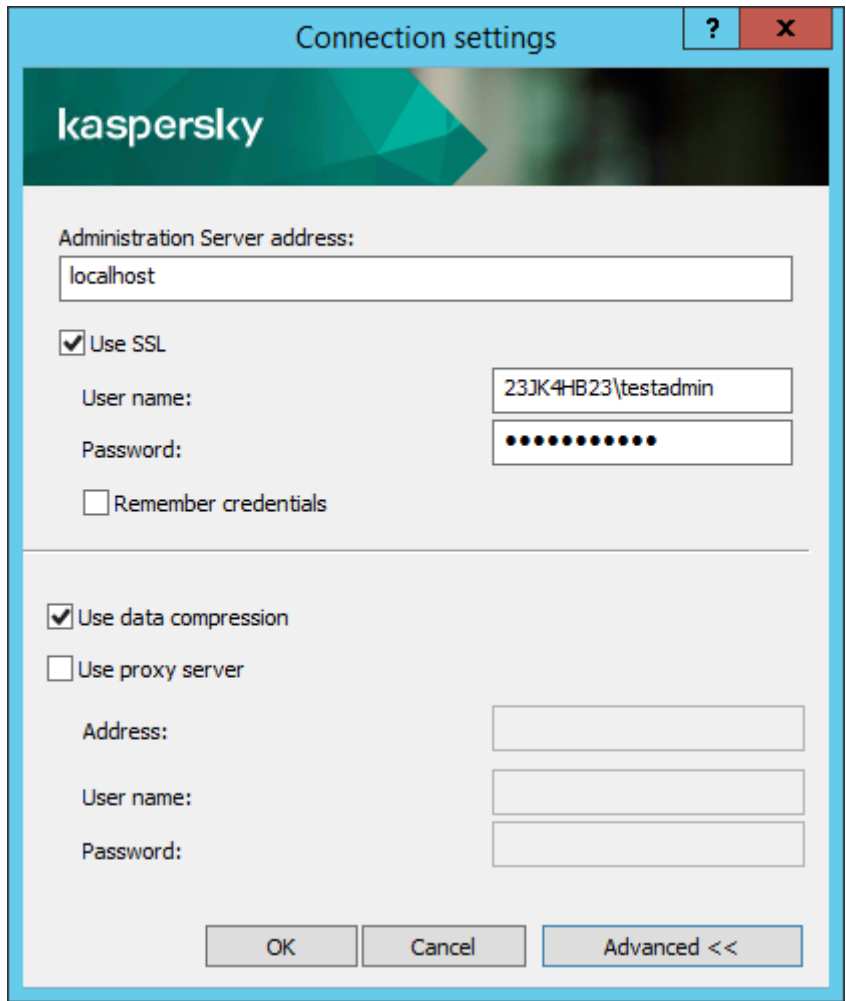 Connection settings
?
x
kaspersky
Administration Server address:
localhost
Use SSL
User name:
23JK4HB23\testadmin
Password:
●●●●●●●●●●●
Remember credentials
Use data compression
Use proxy server
Address:
User name:
Password:
OK Cancel Advanced <<